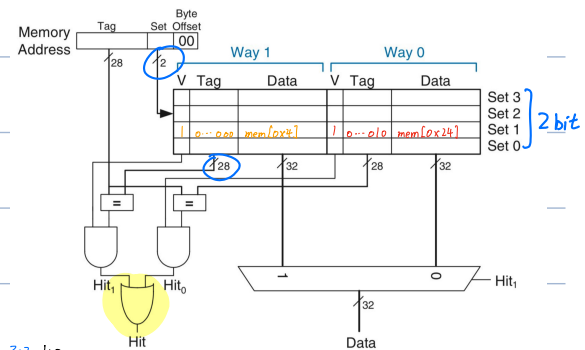 Byte
Tag Set Offset
Memory
Address
00
28 2
Way 1 Way 0
V Tag Data V Tag Data
Set 3
Set 2
1 0...000 mem[0x4] 1 0...010 mem[0x24] Set 1
Set 0
2 bit
28 32 28 32
= =
1 0
Hit₁ Hit₀ Hit₁
32
Hit Data